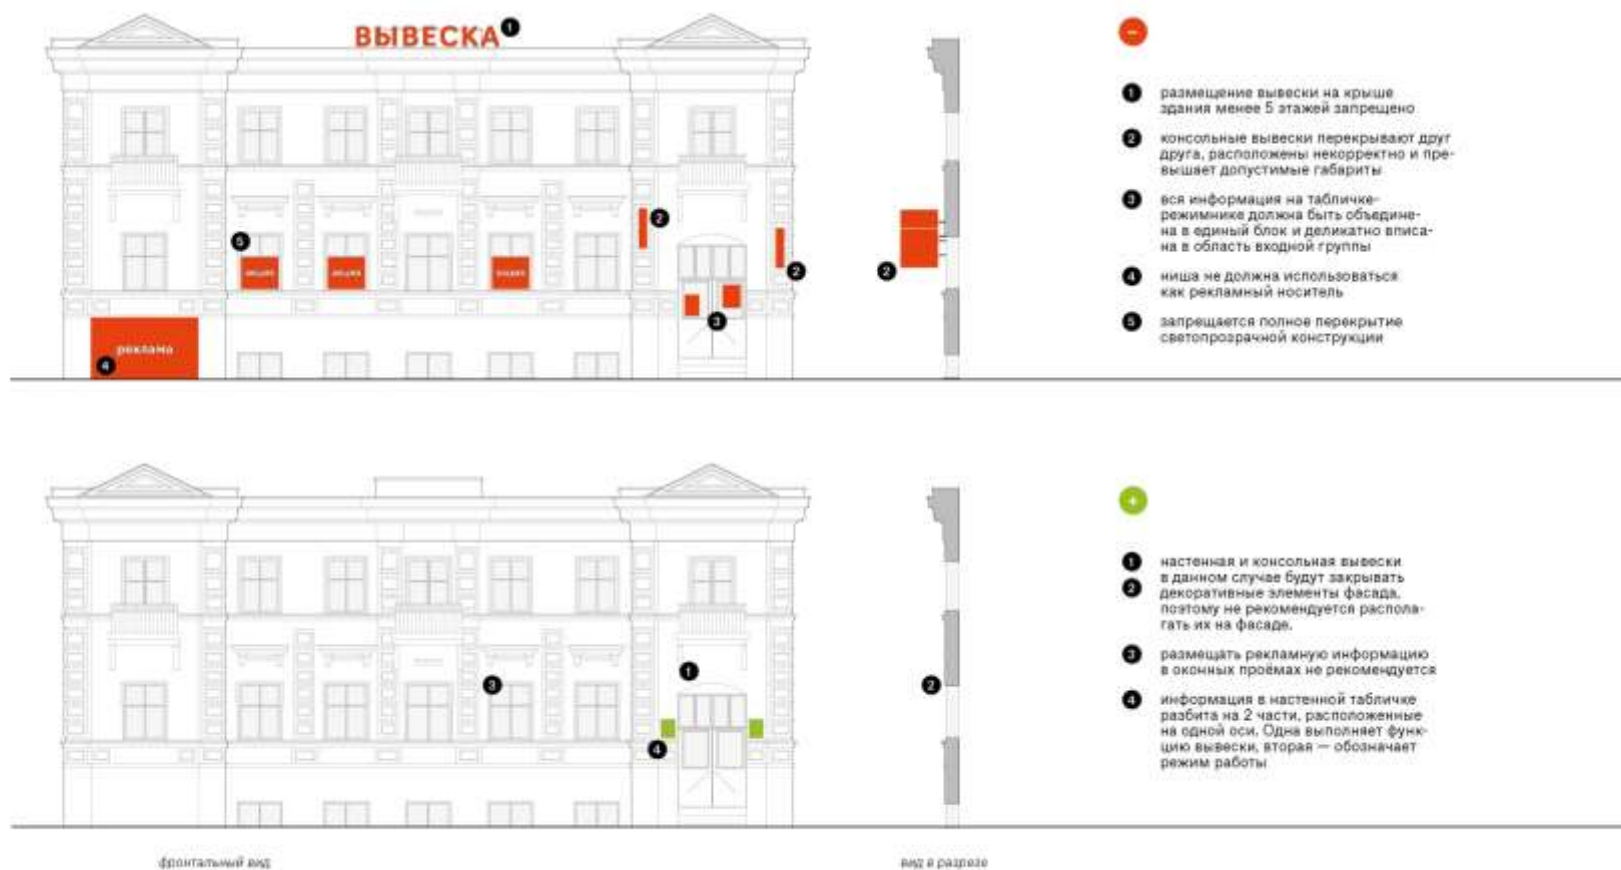 ВЫВЕСКА 1
–
1 размещение вывески на крыше
здания менее 5 этажей запрещено
2 консольные вывески перекрывают друг
друга, расположены некорректно и пре-
вышает допустимые габариты
3 вся информация на табличке-
режимнике должна быть объедине-
на в единый блок и деликатно вписа-
на в область входной группы
4 ниша не должна использоваться
как рекламный носитель
5 запрещается полное перекрытие
светопрозрачной конструкции
2
5
2
2
3
реклама
4
+
1 настенная и консольная вывески
2 в данном случае будут закрывать
декоративные элементы фасада,
поэтому не рекомендуется распола-
гать их на фасаде.
3 размещать рекламную информацию
в оконных проёмах не рекомендуется
4 информация в настенной табличке
разбита на 2 части, расположенные
на одной оси. Одна выполняет функ-
цию вывески, вторая — обозначает
режим работы
1
3
2
4
фронтальный вид
вид в разрезе